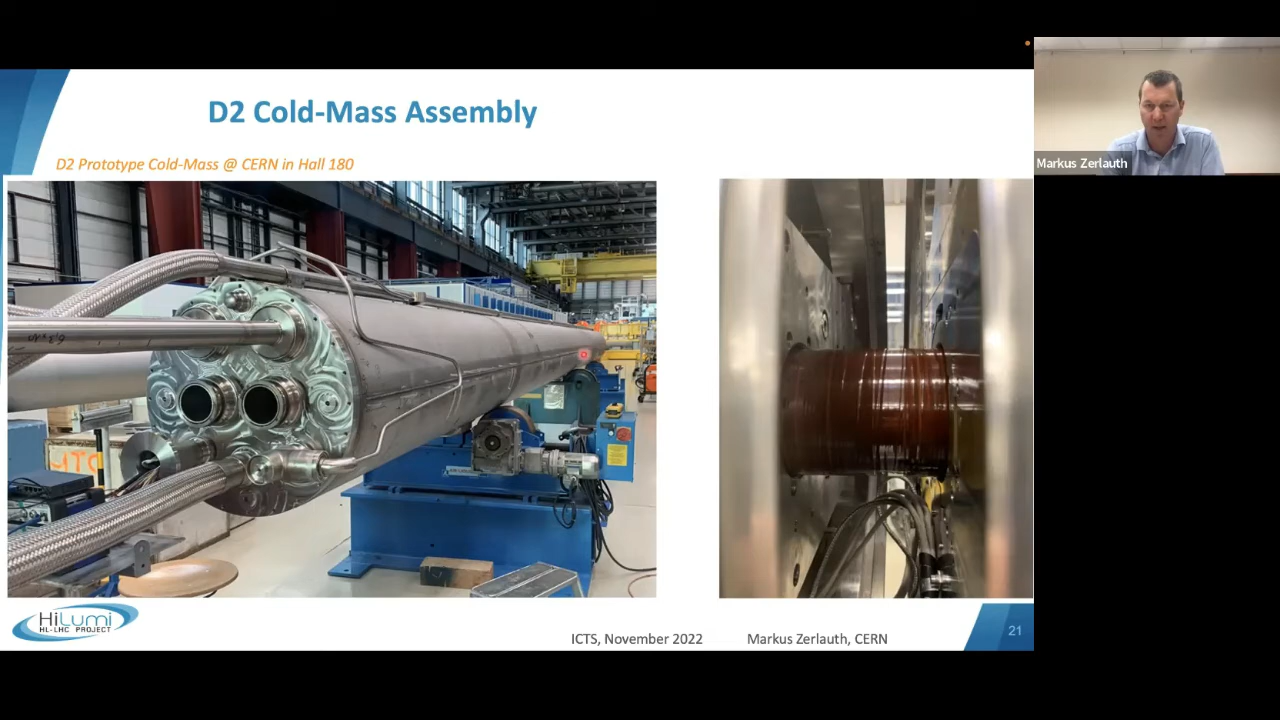 D2 Cold-Mass Assembly
D2 Prototype Cold-Mass @ CERN in Hall 180
Markus Zerlauth
HiLumi
HL-LHC PROJECT
ICTS, November 2022
Markus Zerlauth, CERN
21